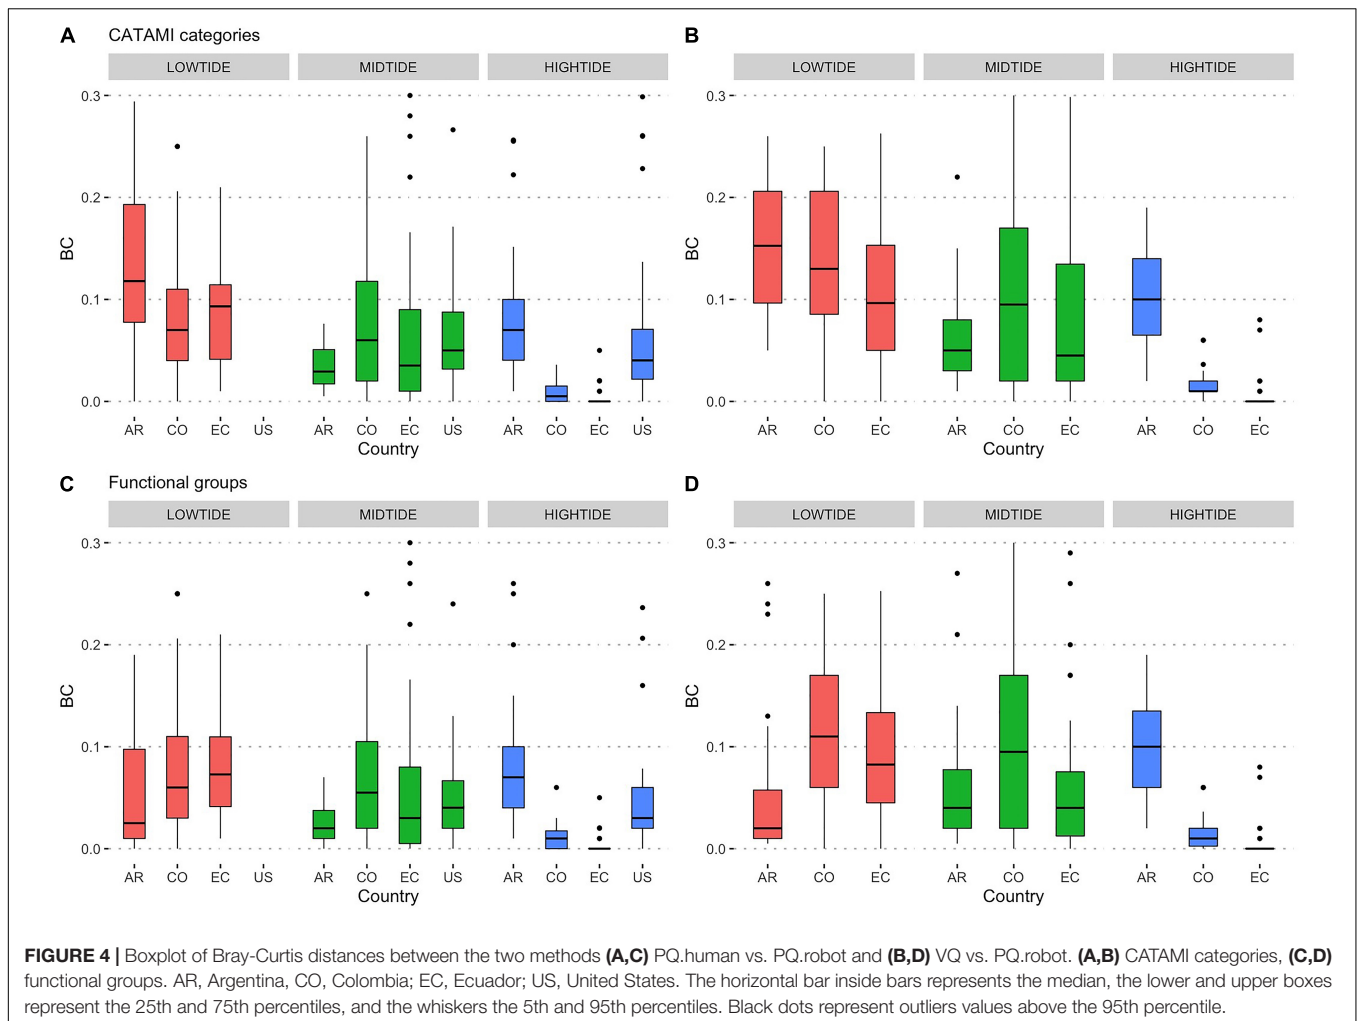 A CATAMI categories
LOWTIDE MIDTIDE HIGHTIDE
0.3
0.2
0.1
0.0
BC
AR CO EC US AR CO EC US AR CO EC US
Country
B
LOWTIDE MIDTIDE HIGHTIDE
0.3
0.2
0.1
0.0
BC
AR CO EC AR CO EC AR CO EC
Country
C Functional groups
LOWTIDE MIDTIDE HIGHTIDE
0.3
0.2
0.1
0.0
BC
AR CO EC US AR CO EC US AR CO EC US
Country
D
LOWTIDE MIDTIDE HIGHTIDE
0.3
0.2
0.1
0.0
BC
AR CO EC AR CO EC AR CO EC
Country
FIGURE 4 | Boxplot of Bray-Curtis distances between the two methods (A,C) PQ.human vs. PQ.robot and (B,D) VQ vs. PQ.robot. (A,B) CATAMI categories, (C,D)
functional groups. AR, Argentina, CO, Colombia; EC, Ecuador; US, United States. The horizontal bar inside bars represents the median, the lower and upper boxes
represent the 25th and 75th percentiles, and the whiskers the 5th and 95th percentiles. Black dots represent outliers values above the 95th percentile.